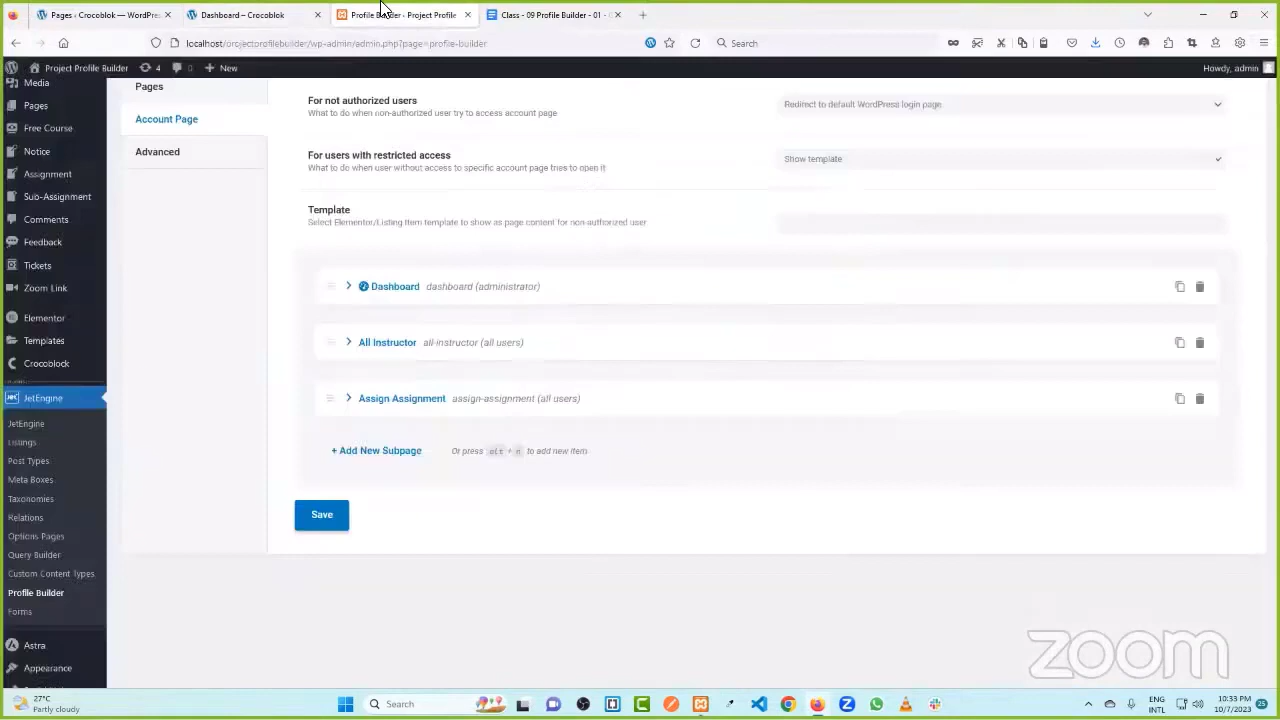 Pages - Crocoblock — WordPres
Dashboard — Crocoblock
Profile Builder - Project Profile
Class - 09 Profile Builder - 01 -
localhost/projectprofilebuilder/wp-admin/admin.php?page=profile-builder
Search
Project Profile Builder
4
0
New
Howdy, admin
Media
Pages
Free Course
Notice
Assignment
Sub-Assignment
Comments
Feedback
Tickets
Zoom Link
Elementor
Templates
Crocoblock
JetEngine
JetEngine
Listings
Post Types
Meta Boxes
Taxonomies
Relations
Options Pages
Query Builder
Custom Content Types
Profile Builder
Forms
Astra
Appearance
Pages
Account Page
Advanced
For not authorized users
What to do when non-authorized user try to access account page
Redirect to default WordPress login page
For users with restricted access
What to do when user without access to specific account page tries to open it
Show template
Template
Select Elementor/Listing Item template to show as page content for non-authorized user
Dashboard dashboard (administrator)
All Instructor all-instructor (all users)
Assign Assignment assign-assignment (all users)
+ Add New Subpage
Or press alt + n to add new item
Save
zoom
27°C
Partly cloudy
Search
ENG
INTL
10:33 PM
10/7/2023
25